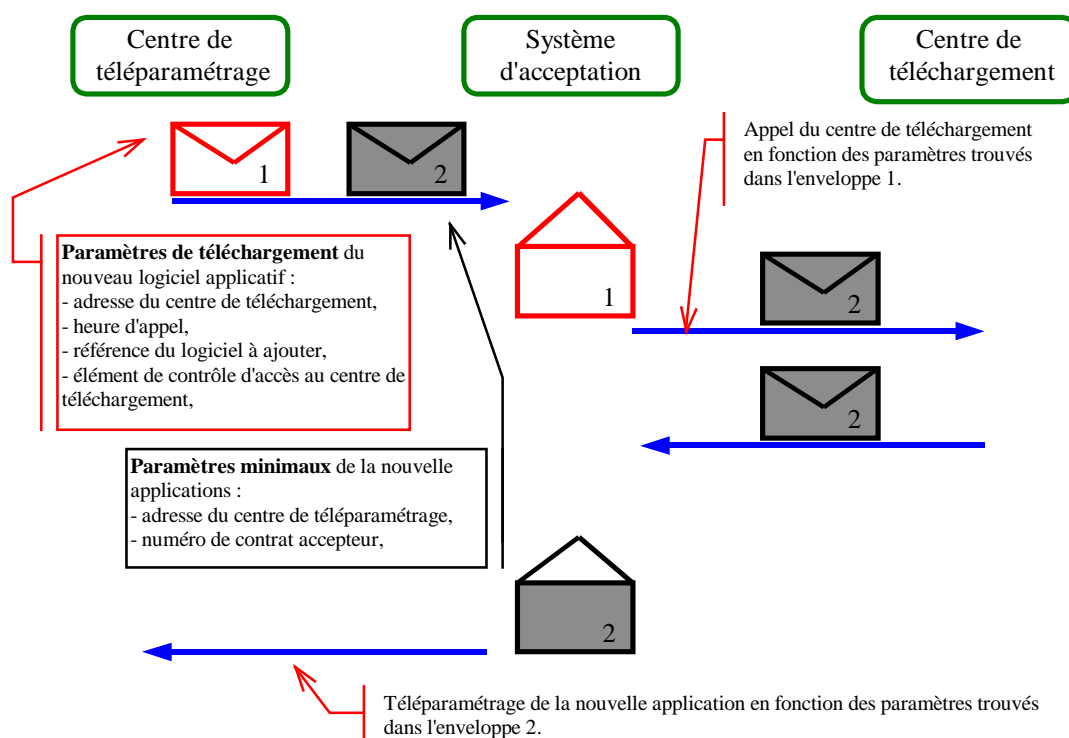 Centre de
téléparamétrage
Système
d'acceptation
Centre de
téléchargement
1
2
Appel du centre de téléchargement
en fonction des paramètres trouvés
dans l'enveloppe 1.
1
2
Paramètres de téléchargement du
nouveau logiciel applicatif :
- adresse du centre de téléchargement,
- heure d'appel,
- référence du logiciel à ajouter,
- élément de contrôle d'accès au centre de
téléchargement,
2
Paramètres minimaux de la nouvelle
applications :
- adresse du centre de téléparamétrage,
- numéro de contrat accepteur,
2
Téléparamétrage de la nouvelle application en fonction des paramètres trouvés
dans l'enveloppe 2.